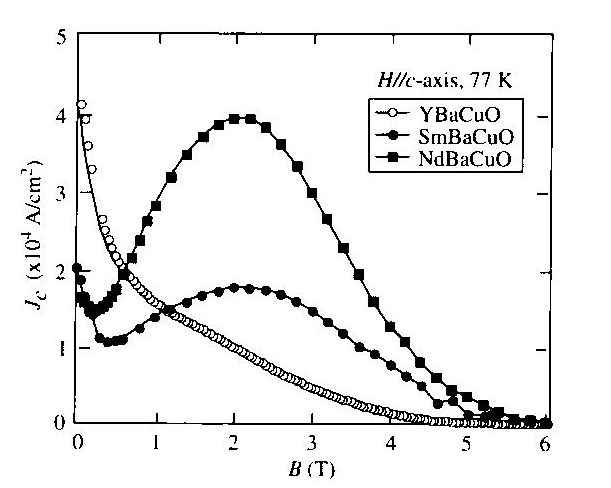 5
H//c-axis, 77 K
YBaCuO
SmBaCuO
NdBaCuO
4
3
2
1
0
J_c (x10^4 A/cm^2)
0 1 2 3 4 5 6
B (T)